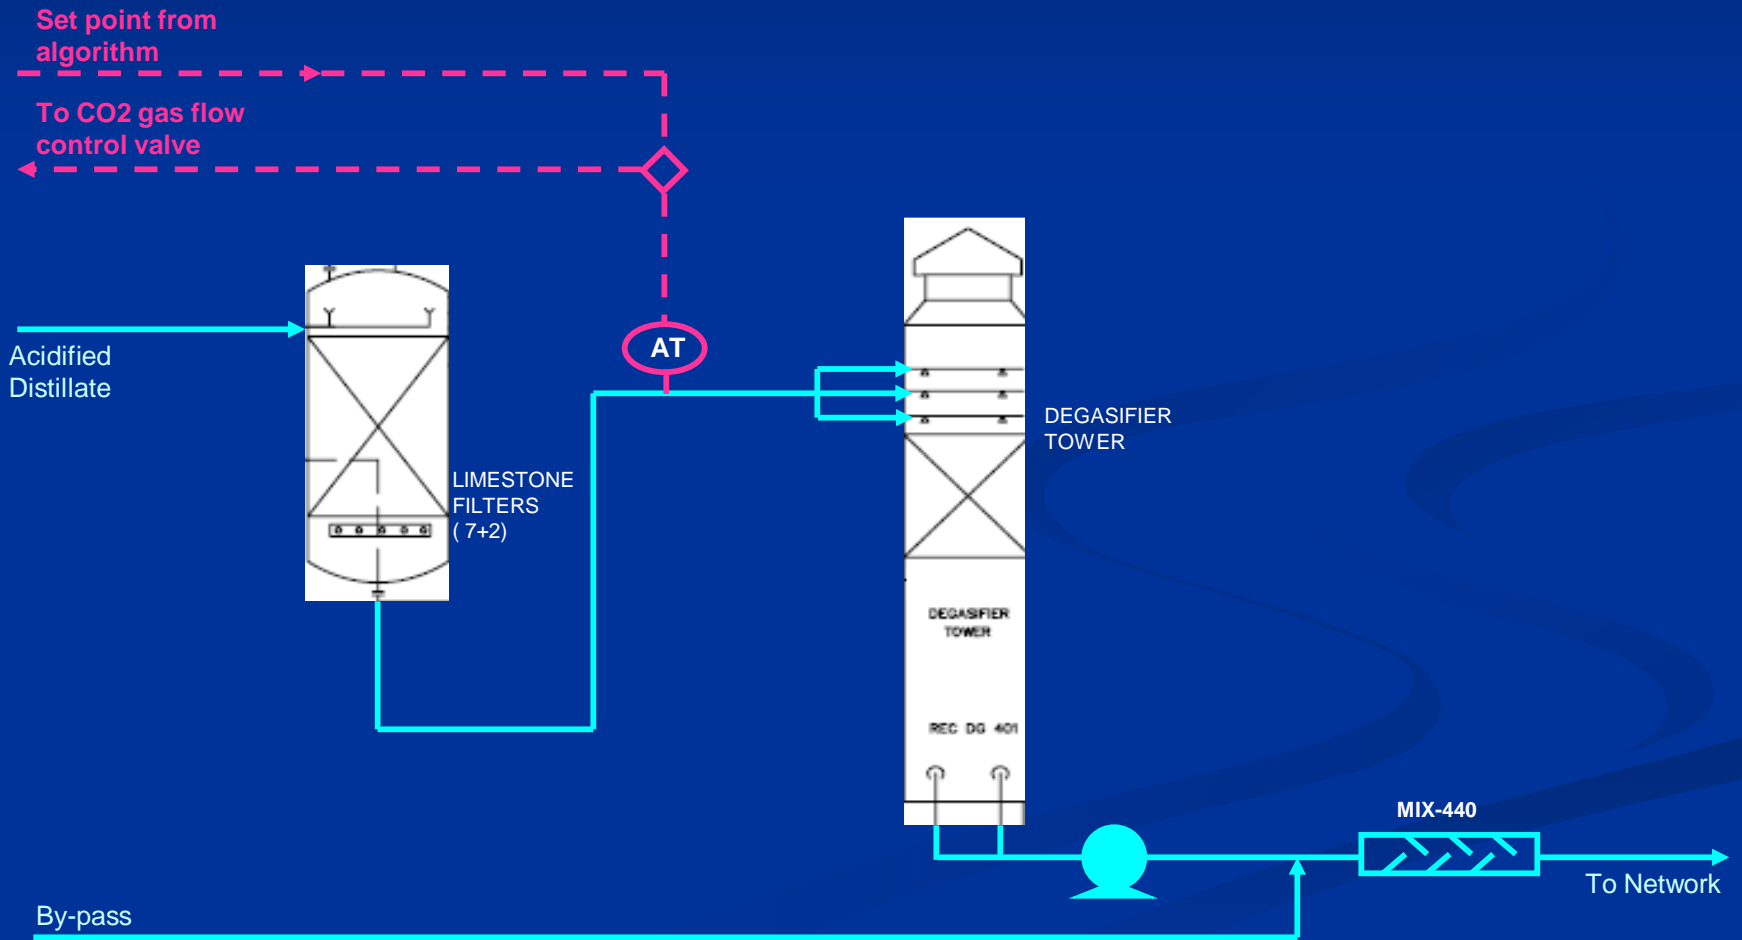 Set point from
algorithm
To CO2 gas flow
control valve
AT
Acidified
Distillate
LIMESTONE
FILTERS
( 7+2)
DEGASIFIER
TOWER
DEGASIFIER
TOWER
REC DG 401
MIX-440
To Network
By-pass